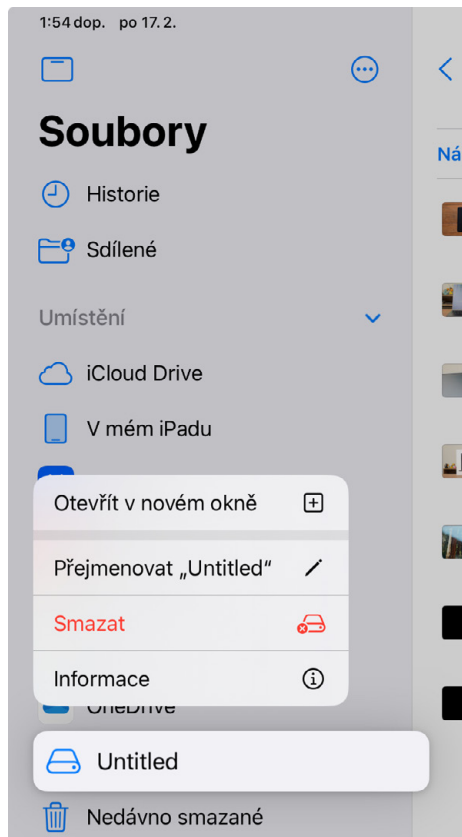 1:54 dop. po 17. 2.
Soubory
Ná
Historie
Sdílené
Umístění
iCloud Drive
V mém iPadu
Otevřít v novém okně
Přejmenovat „Untitled“
Smazat
Informace
OneDrive
Untitled
Nedávno smazané